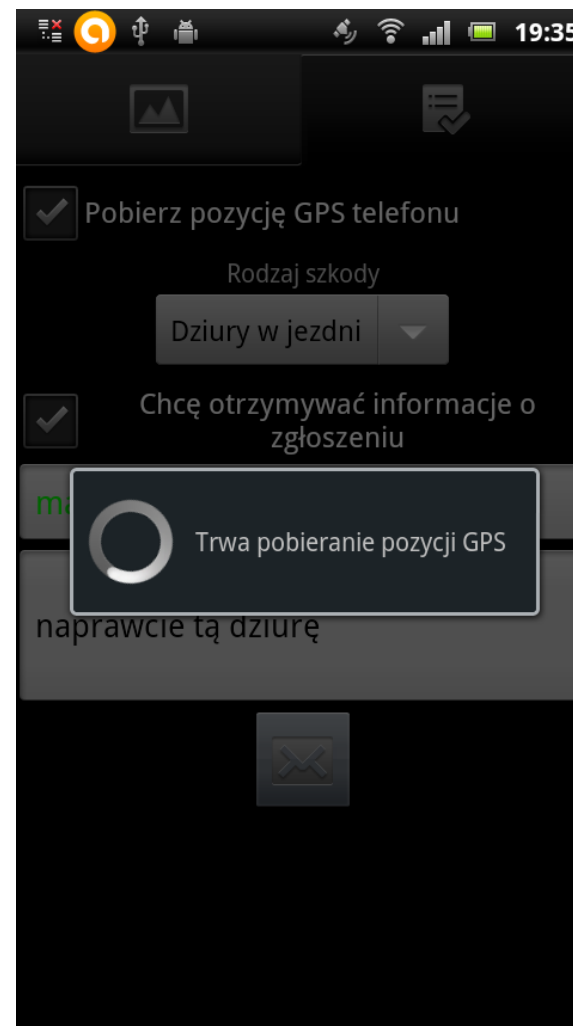 19:35
Pobierz pozycję GPS telefonu
Rodzaj szkody
Dziury w jezdni
Chcę otrzymywać informacje o
zgłoszeniu
Trwa pobieranie pozycji GPS
naprawcie tą dziurę